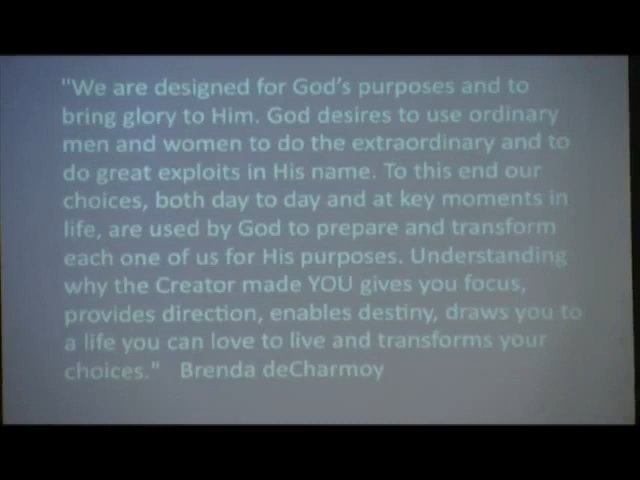 "We are designed for God's purposes and to
bring glory to Him. God desires to use ordinary
men and women to do the extraordinary and to
do great exploits in His name. To this end our
choices, both day to day and at key moments in
life, are used by God to prepare and transform
each one of us for His purposes. Understanding
why the Creator made YOU gives you focus,
provides direction, enables destiny, draws you to
a life you can love to live and transforms your
choices."   Brenda deCharmoy